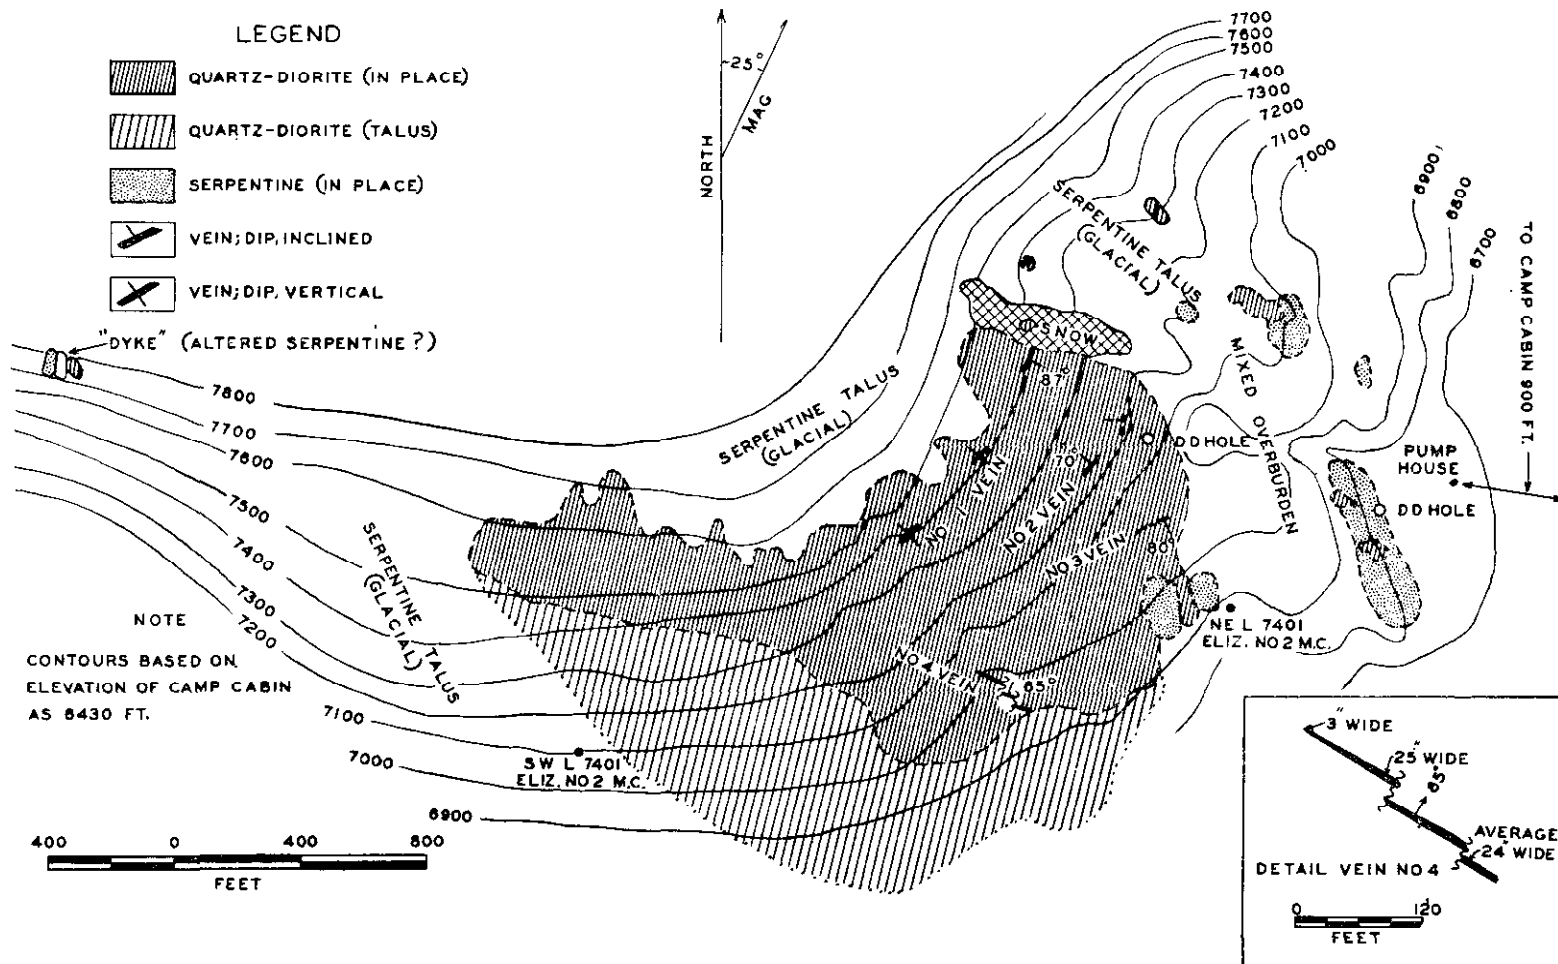 LEGEND
QUARTZ-DIORITE (IN PLACE)
QUARTZ-DIORITE (TALUS)
SERPENTINE (IN PLACE)
VEIN; DIP, INCLINED
VEIN; DIP, VERTICAL
"DYKE" (ALTERED SERPENTINE?)
NORTH
~25°
MAG
7700
7600
7500
7400
7300
7200
7100
7000
6900
6800
6700
SERPENTINE TALUS
(GLACIAL)
SNOW
87°
MIXED OVERBURDEN
TO CAMP CABIN 900 FT.
PUMP
HOUSE
DD HOLE
DD HOLE
7800
7700
7600
7500
7400
7300
7200
7100
7000
6900
SERPENTINE TALUS
(GLACIAL)
SERPENTINE TALUS
(GLACIAL)
NO 1 VEIN
70°
NO 2 VEIN
NO 3 VEIN
80°
NO 4 VEIN
65°
NE L 7401
ELIZ. NO 2 M.C.
SW L 7401
ELIZ. NO 2 M.C.
NOTE
CONTOURS BASED ON
ELEVATION OF CAMP CABIN
AS 6430 FT.
400 0 400 800
FEET
3" WIDE
25" WIDE
65°
AVERAGE
24" WIDE
DETAIL VEIN NO 4
0 120
FEET